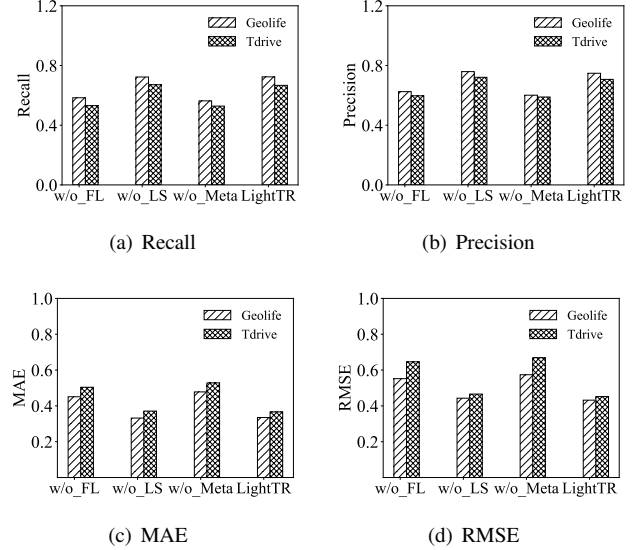 1.2
0.8
0.4
0.0
Recall
Geolife
Tdrive
w/o_FL w/o_LS w/o_Meta LightTR
(a) Recall
1.2
0.8
0.4
0.0
Precision
Geolife
Tdrive
w/o_FL w/o_LS w/o_Meta LightTR
(b) Precision
1.0
0.8
0.6
0.4
0.2
MAE
Geolife
Tdrive
w/o_FL w/o_LS w/o_Meta LightTR
(c) MAE
1.0
0.8
0.6
0.4
0.2
RMSE
Geolife
Tdrive
w/o_FL w/o_LS w/o_Meta LightTR
(d) RMSE